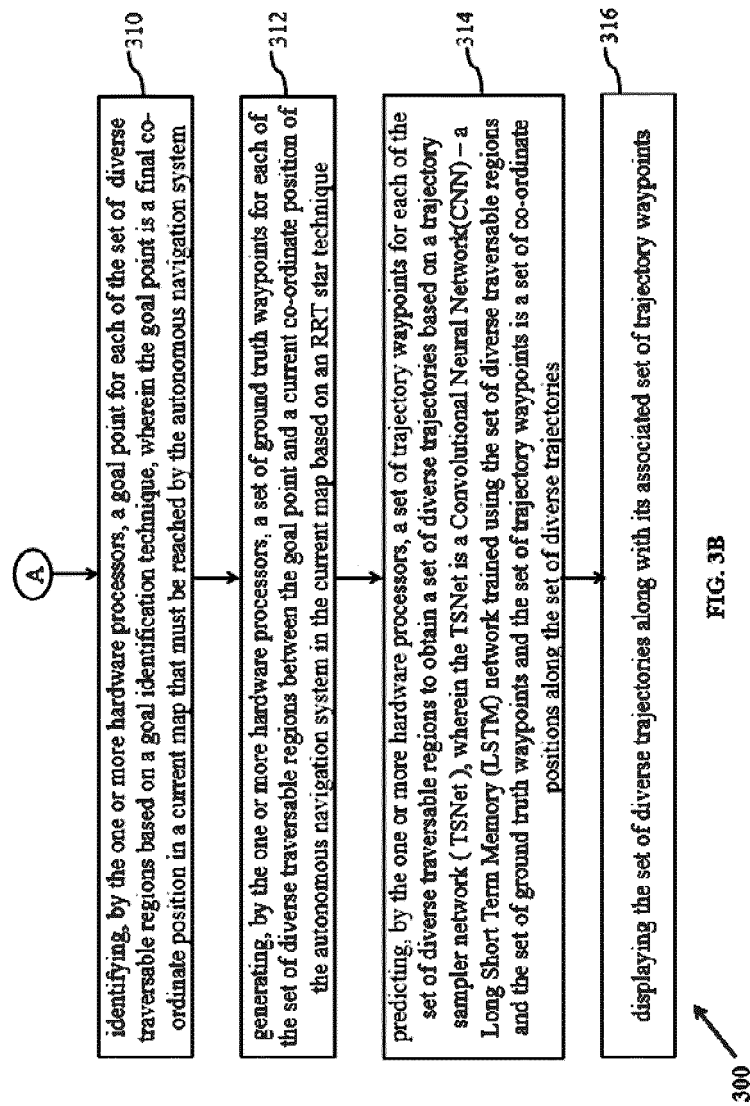 A
identifying, by the one or more hardware processors, a goal point for each of the set of diverse
traversable regions based on a goal identification technique, wherein the goal point is a final co-
ordinate position in a current map that must be reached by the autonomous navigation system
310
generating, by the one or more hardware processors, a set of ground truth waypoints for each of
the set of diverse traversable regions between the goal point and a current co-ordinate position of
the autonomous navigation system in the current map based on an RRT star technique
312
predicting, by the one or more hardware processors, a set of trajectory waypoints for each of the
set of diverse traversable regions to obtain a set of diverse trajectories based on a trajectory
sampler network ( TSNet ), wherein the TSNet is a Convolutional Neural Network(CNN) – a
Long Short Term Memory (LSTM) network trained using the set of diverse traversable regions
and the set of ground truth waypoints and the set of trajectory waypoints is a set of co-ordinate
positions along the set of diverse trajectories
314
displaying the set of diverse trajectories along with its associated set of trajectory waypoints
316
300
FIG. 3B